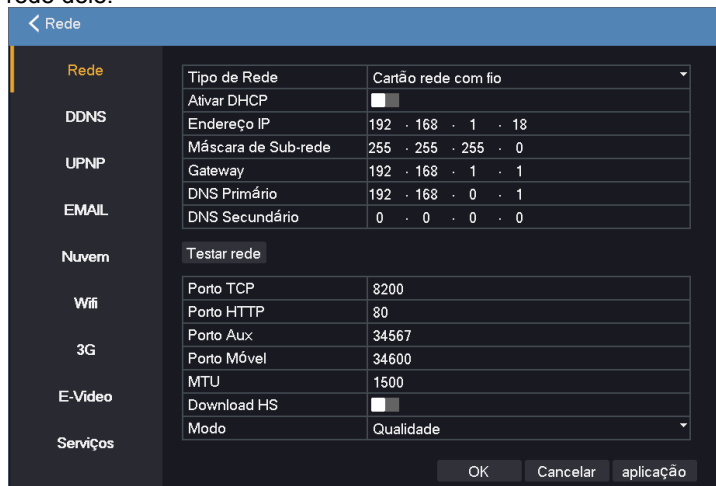 Rede
Rede
DDNS
UPNP
EMAIL
Nuvem
Wifi
3G
E-Video
Serviços
Tipo de Rede Cartão rede com fio
Ativar DHCP
Endereço IP 192 . 168 . 1 . 18
Máscara de Sub-rede 255 . 255 . 255 . 0
Gateway 192 . 168 . 1 . 1
DNS Primário 192 . 168 . 0 . 1
DNS Secundário 0 . 0 . 0 . 0
Testar rede
Porto TCP 8200
Porto HTTP 80
Porto Aux 34567
Porto Móvel 34600
MTU 1500
Download HS
Modo Qualidade
OK Cancelar aplicação